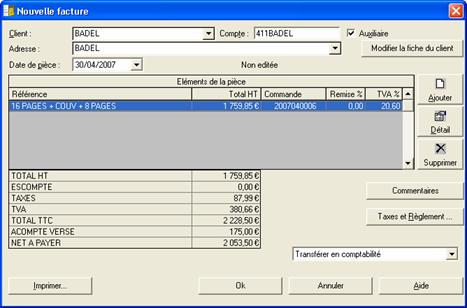 Nouvelle facture
Client : BADEL Compte : 411BADEL Auxiliaire
Adresse : BADEL Modifier la fiche du client
Date de pièce : 30/04/2007 Non editée
Eléments de la pièce
Référence Total HT Commande Remise % TVA %
16 PAGES + COUV + 8 PAGES 1 759,85 € 2007040006 0,00 20,60
Ajouter
Détail
Supprimer
TOTAL HT 1 759,85 €
ESCOMPTE 0,00 €
TAXES 87,99 €
TVA 380,66 €
TOTAL TTC 2 228,50 €
ACOMPTE VERSE 175,00 €
NET A PAYER 2 053,50 €
Commentaires
Taxes et Règlement ...
Transférer en comptabilité
Imprimer... Ok Annuler Aide